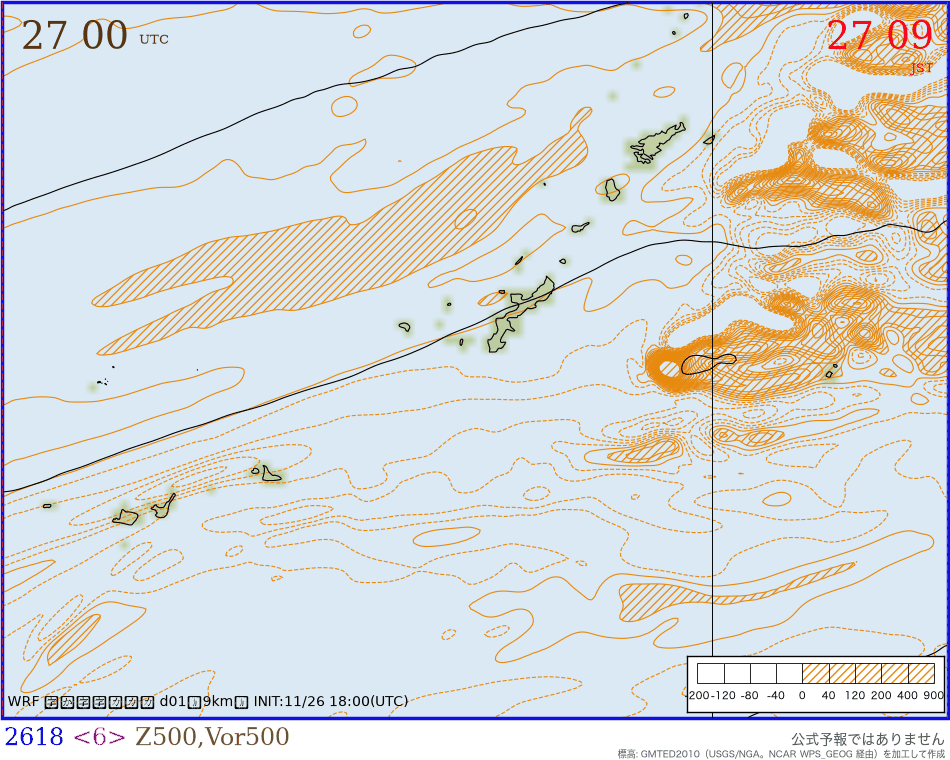 27 00 UTC
27 09
JST
-200 -120 -80 -40 0 40 120 200 400 900
WRF d01 9km INIT:11/26 18:00(UTC)
2618 <6> Z500,Vor500
公式予報ではありません
標高: GMTED2010（USGS/NGA。NCAR WPS_GEOG 経由）を加工して作成